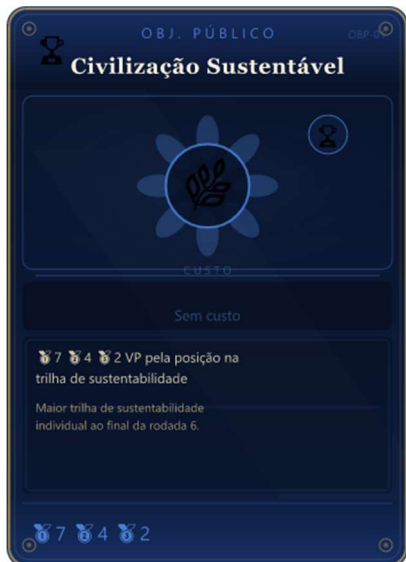 OBJ. PÚBLICO
OBP-01
Civilização Sustentável
CUSTO
Sem custo
🥇7 🥈4 🥉2 VP pela posição na
trilha de sustentabilidade
Maior trilha de sustentabilidade
individual ao final da rodada 6.
🥇7 🥈4 🥉2